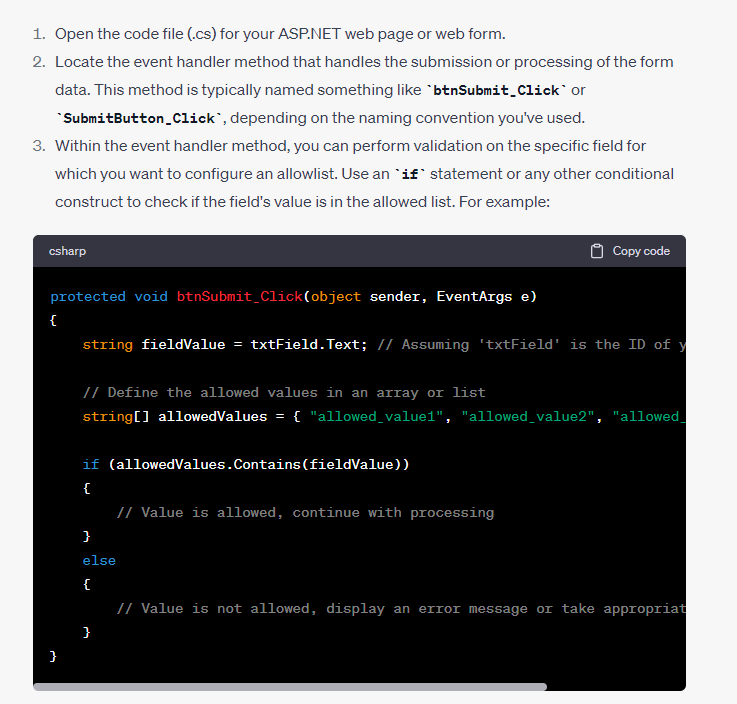 1. Open the code file (.cs) for your ASP.NET web page or web form.
2. Locate the event handler method that handles the submission or processing of the form
data. This method is typically named something like `btnSubmit_Click` or
`SubmitButton_Click`, depending on the naming convention you've used.
3. Within the event handler method, you can perform validation on the specific field for
which you want to configure an allowlist. Use an `if` statement or any other conditional
construct to check if the field's value is in the allowed list. For example:
csharp Copy code
protected void btnSubmit_Click(object sender, EventArgs e)
{
    string fieldValue = txtField.Text; // Assuming 'txtField' is the ID of y
    // Define the allowed values in an array or list
    string[] allowedValues = { "allowed_value1", "allowed_value2", "allowed_
    if (allowedValues.Contains(fieldValue))
    {
        // Value is allowed, continue with processing
    }
    else
    {
        // Value is not allowed, display an error message or take appropriat
    }
}